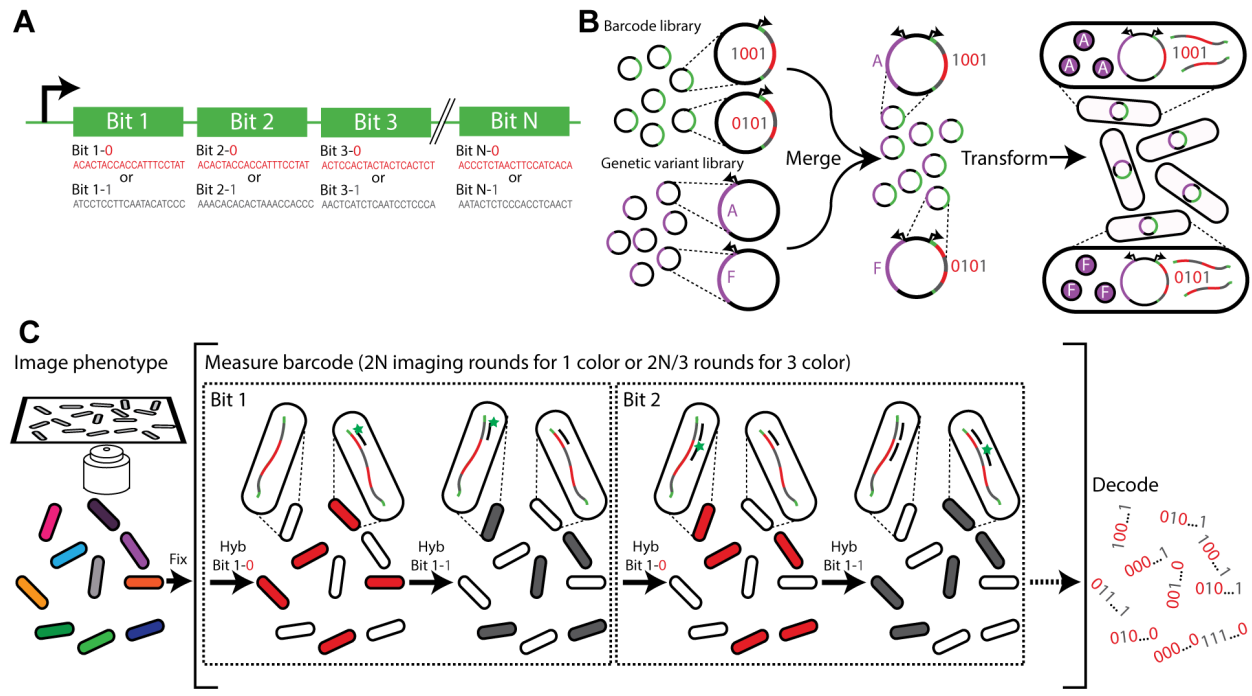 A
Bit 1
Bit 2
Bit 3
Bit N
Bit 1-0
Bit 2-0
Bit 3-0
Bit N-0
ACACTACCACCATTTCCTAT
ACACTACCACCATTTCCTAT
ACTCCACTACTACTCACTCT
ACCCTCTAACTTCCATCACA
or
or
or
or
Bit 1-1
Bit 2-1
Bit 3-1
Bit N-1
ATCCTCCTTCAATACATCCC
AAACACACACTAAACCACCC
AACTCATCTCAATCCTCCCA
AATACTCTCCCACCTCAACT
B
Barcode library
1001
0101
Genetic variant library
A
F
Merge
A
1001
F
0101
Transform
A
A
A
1001
F
F
F
0101
C
Image phenotype
Fix
Measure barcode (2N imaging rounds for 1 color or 2N/3 rounds for 3 color)
Bit 1
Hyb
Bit 1-0
Hyb
Bit 1-1
Bit 2
Hyb
Bit 1-0
Hyb
Bit 1-1
Decode
100...1
010...1
100...1
000...1
001...0
010...1
011...1
010...0
000...0
111...0